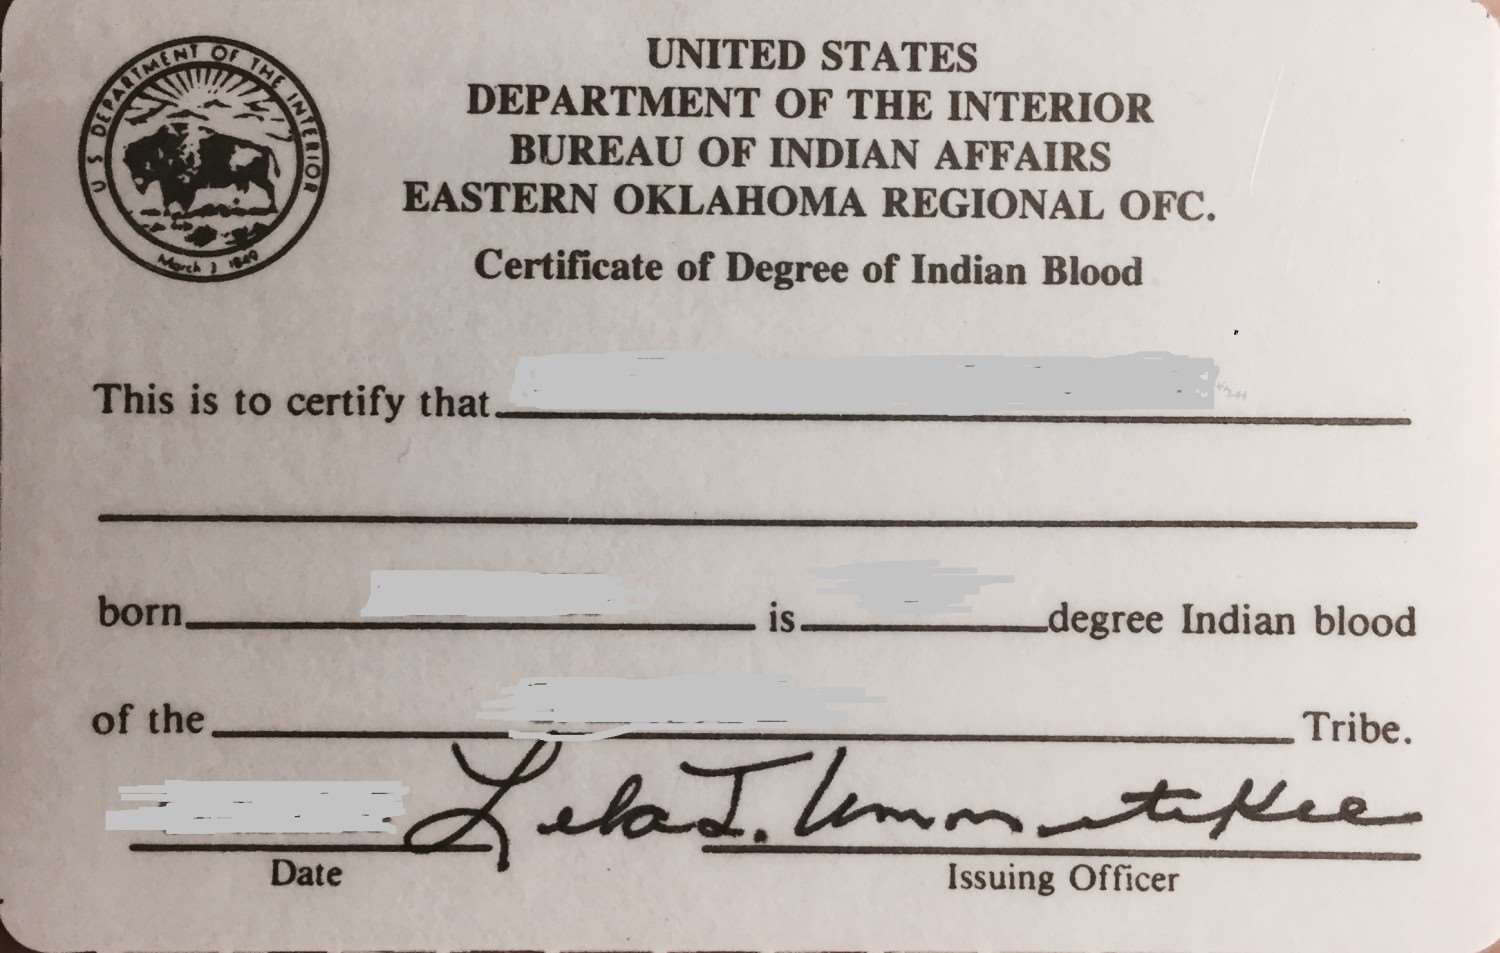 U S DEPARTMENT OF THE INTERIOR
March 3 1849
UNITED STATES
DEPARTMENT OF THE INTERIOR
BUREAU OF INDIAN AFFAIRS
EASTERN OKLAHOMA REGIONAL OFC.
Certificate of Degree of Indian Blood
This is to certify that
born is degree Indian blood
of the Tribe.
Lela I.
Date Issuing Officer